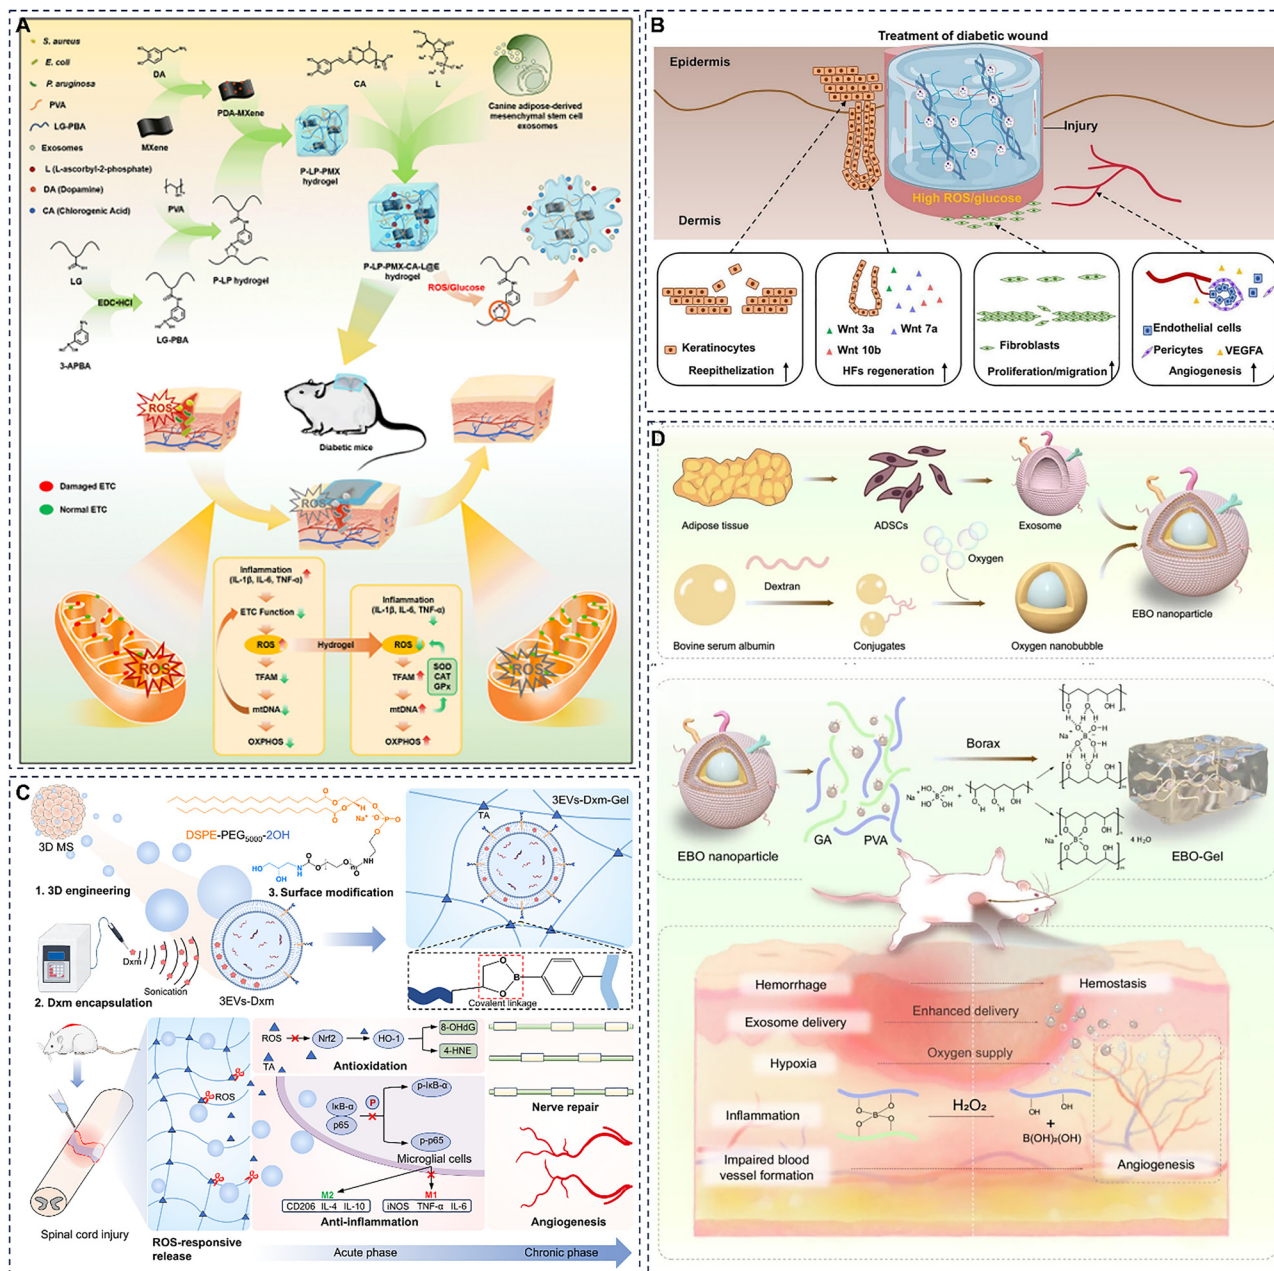 A
S. aureus
E. coli
P. aruginosa
PVA
LG-PBA
Exosomes
L (L-ascorbyl-2-phosphate)
DA (Dopamine)
CA (Chlorogenic Acid)
DA
MXene
PDA-MXene
PVA
P-LP hydrogel
LG
EDC•HCl
3-APBA
LG-PBA
P-LP-PMX
hydrogel
CA
L
Canine adipose-derived
mesenchymal stem cell
exosomes
P-LP-PMX-CA-L@E
hydrogel
ROS/Glucose
ROS
Diabetic mice
ROS
Damaged ETC
Normal ETC
ROS
Inflammation
(IL-1β, IL-6, TNF-α)
ETC Function
ROS
TFAM
mtDNA
OXPHOS
Hydrogel
Inflammation
(IL-1β, IL-6, TNF-α)
ROS
TFAM
mtDNA
OXPHOS
SOD
CAT
GPx
ROS
B
Treatment of diabetic wound
Epidermis
Injury
High ROS/glucose
Dermis
Keratinocytes
Reepithelization
Wnt 3a
Wnt 7a
Wnt 10b
HFs regeneration
Fibroblasts
Proliferation/migration
Endothelial cells
Pericytes
VEGFA
Angiogenesis
C
3D MS
1. 3D engineering
DSPE-PEG5000-2OH
3. Surface modification
Dxm
Sonication
2. Dxm encapsulation
3EVs-Dxm
3EVs-Dxm-Gel
TA
Covalent linkage
Spinal cord injury
ROS
ROS-responsive
release
ROS
Nrf2
HO-1
8-OHdG
4-HNE
TA
Antioxidation
IκB-α
p65
P
p-IκB-α
p-p65
Microglial cells
M2
M1
CD206 IL-4 IL-10
iNOS TNF-α IL-6
Anti-inflammation
Nerve repair
Angiogenesis
Acute phase
Chronic phase
D
Adipose tissue
ADSCs
Exosome
Dextran
Oxygen
EBO nanoparticle
Bovine serum albumin
Conjugates
Oxygen nanobubble
EBO nanoparticle
GA
PVA
Borax
4 H₂O
EBO-Gel
Hemorrhage
Hemostasis
Exosome delivery
Enhanced delivery
Hypoxia
Oxygen supply
Inflammation
H₂O₂
OH OH
+
B(OH)₂(OH)
Impaired blood
vessel formation
Angiogenesis